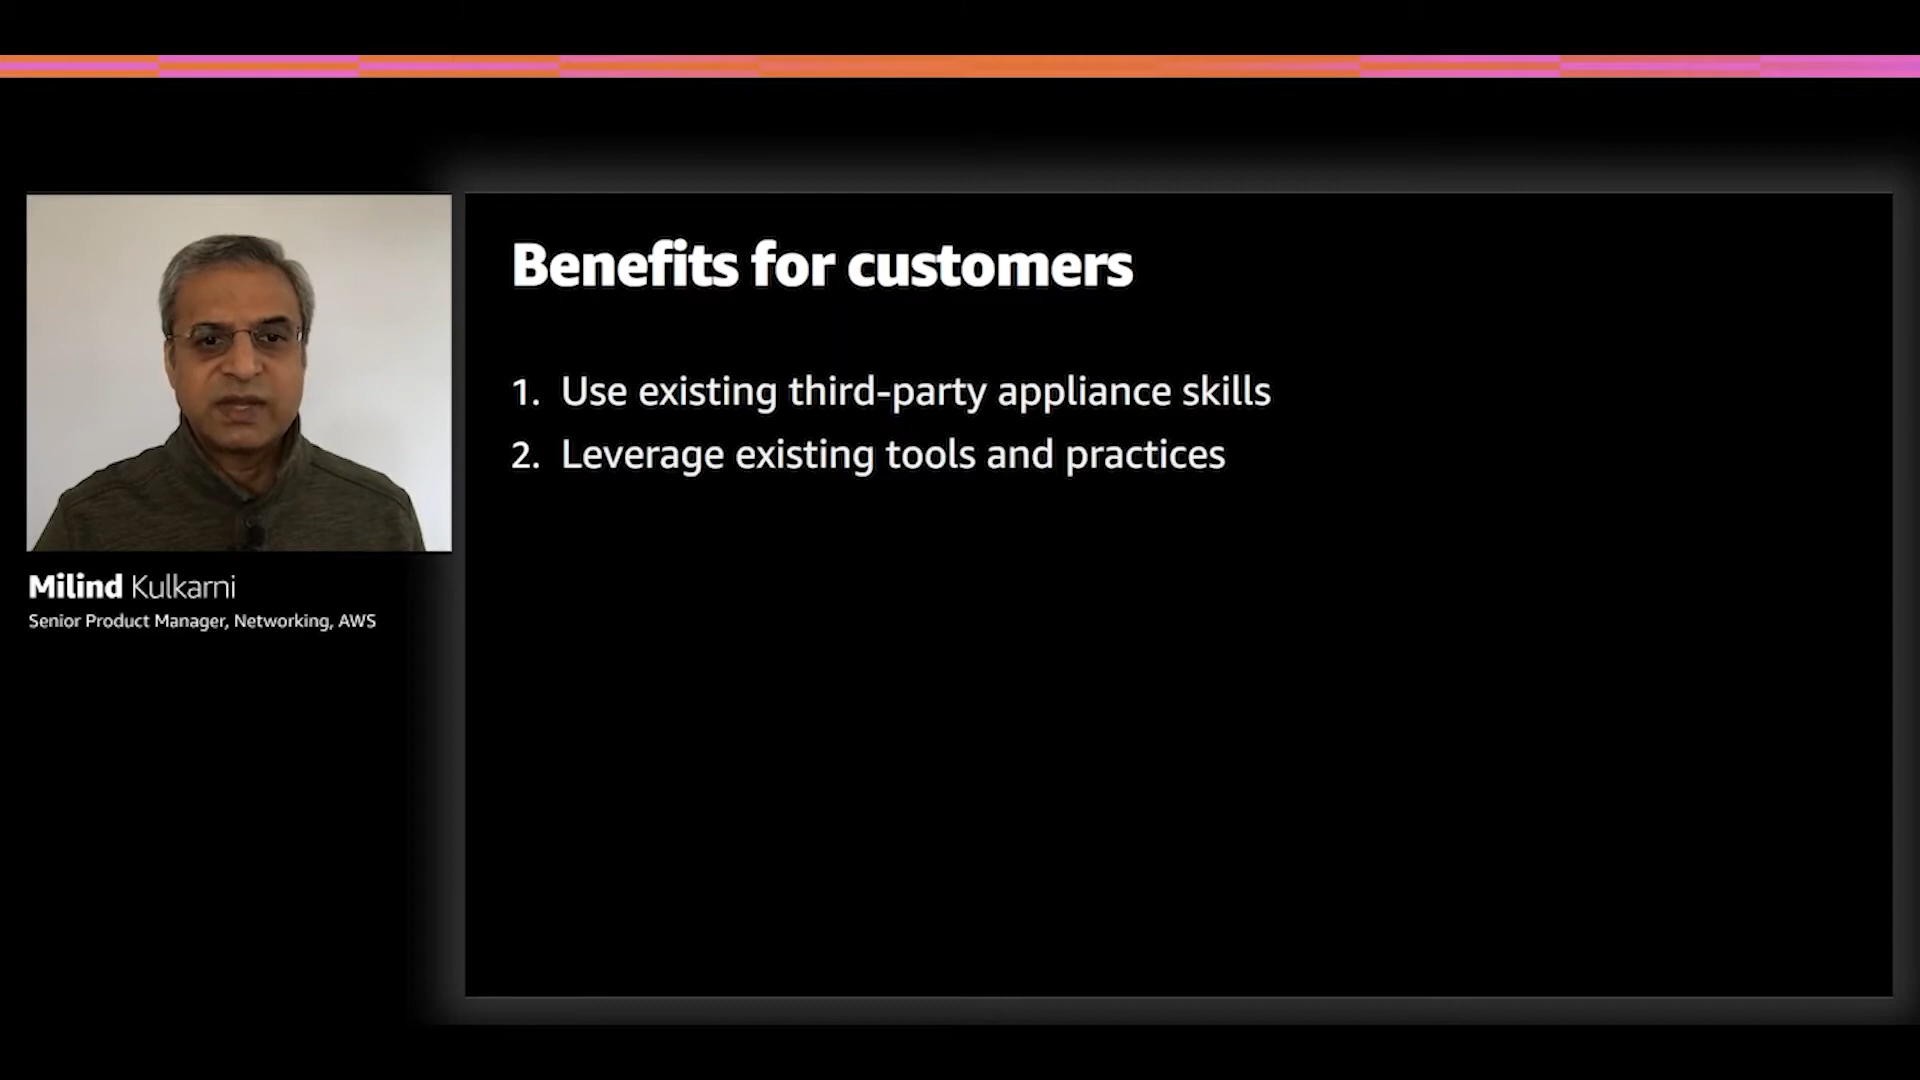 Benefits for customers
1. Use existing third-party appliance skills
2. Leverage existing tools and practices
Milind Kulkarni
Senior Product Manager, Networking, AWS